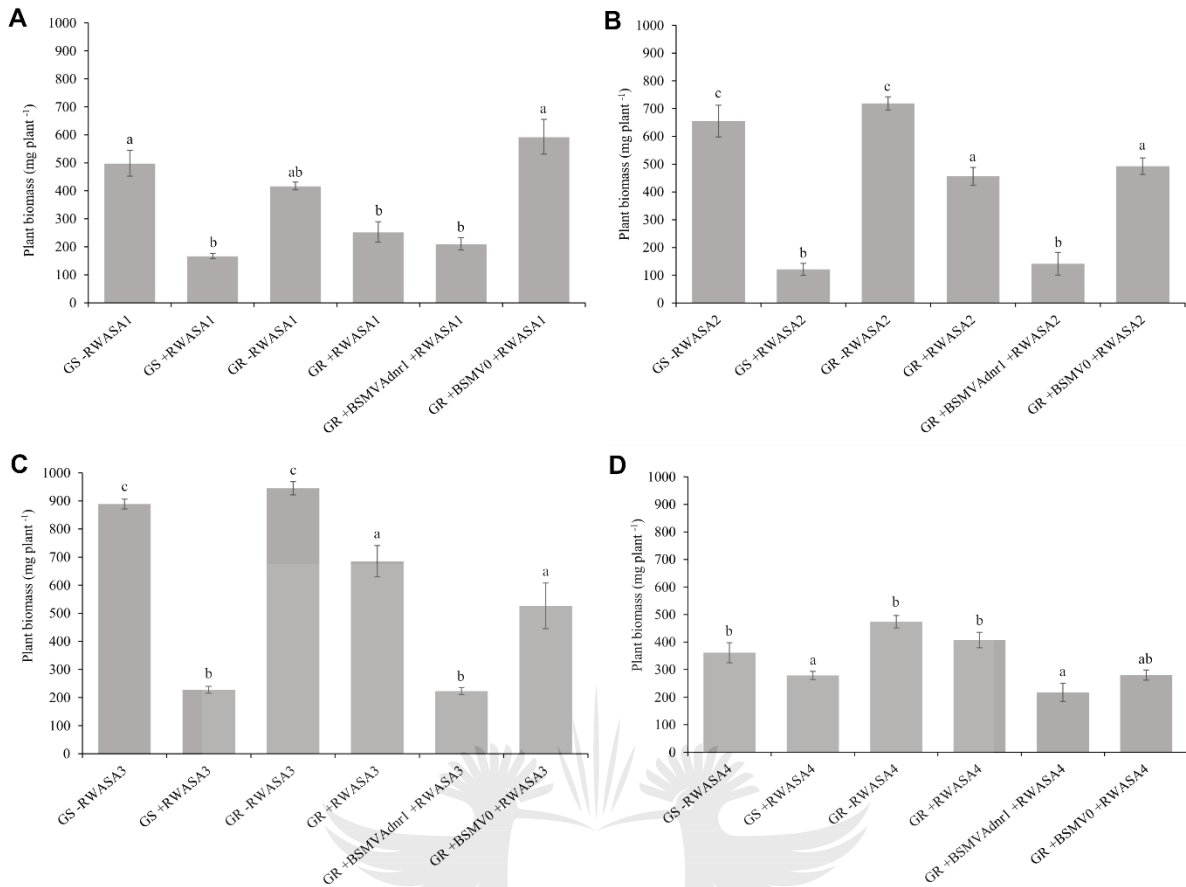 A
Plant biomass (mg plant -1)
1000
900
800
700
600
500
400
300
200
100
0
a
b
ab
b
b
a
GS -RWASA1
GS +RWASA1
GR -RWASA1
GR +RWASA1
GR +BSMVAdnr1 +RWASA1
GR +BSMV0 +RWASA1
B
Plant biomass (mg plant -1)
1000
900
800
700
600
500
400
300
200
100
0
c
b
c
a
b
a
GS -RWASA2
GS +RWASA2
GR -RWASA2
GR +RWASA2
GR +BSMVAdnr1 +RWASA2
GR +BSMV0 +RWASA2
C
Plant biomass (mg plant -1)
1000
900
800
700
600
500
400
300
200
100
0
c
b
c
a
b
a
GS -RWASA3
GS +RWASA3
GR -RWASA3
GR +RWASA3
GR +BSMVAdnr1 +RWASA3
GR +BSMV0 +RWASA3
D
Plant biomass (mg plant -1)
1000
900
800
700
600
500
400
300
200
100
0
b
a
b
b
a
ab
GS -RWASA4
GS +RWASA4
GR -RWASA4
GR +RWASA4
GR +BSMVAdnr1 +RWASA4
GR +BSMV0 +RWASA4